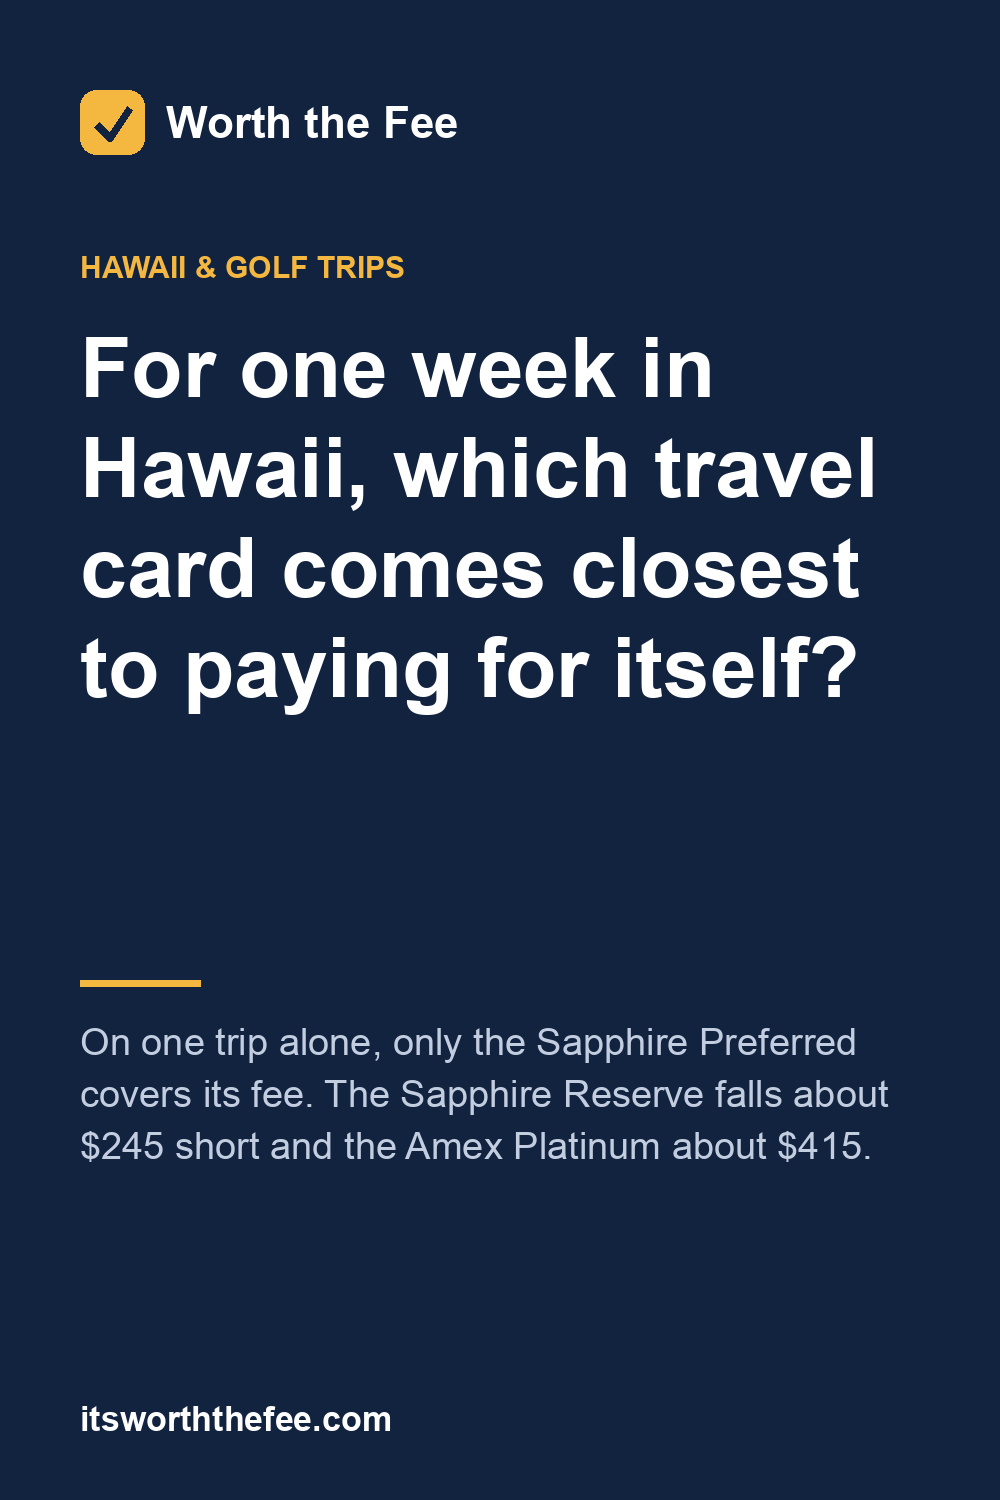 Worth the Fee
HAWAII & GOLF TRIPS
For one week in
Hawaii, which travel
card comes closest
to paying for itself?
On one trip alone, only the Sapphire Preferred
covers its fee. The Sapphire Reserve falls about
$245 short and the Amex Platinum about $415.
itsworththefee.com